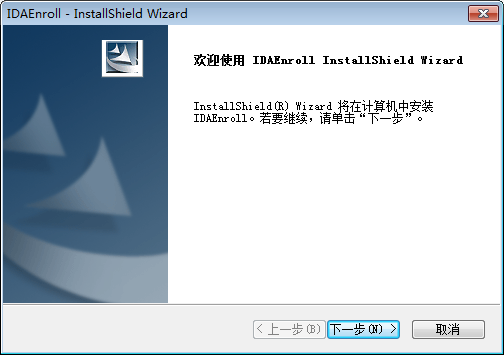 IDAEnroll - InstallShield Wizard
欢迎使用 IDAEnroll InstallShield Wizard
InstallShield(R) Wizard 将在计算机中安装
IDAEnroll。若要继续，请单击“下一步”。
< 上一步(B) 下一步(N) > 取消